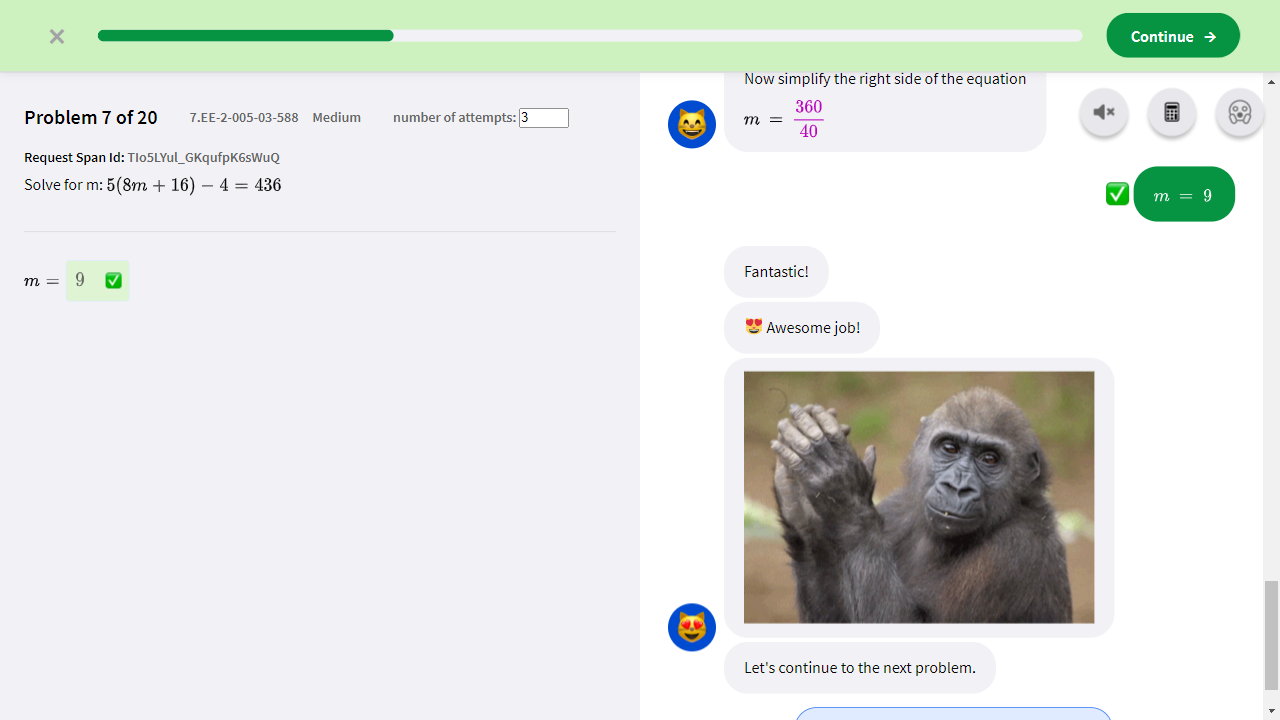 Continue →
Problem 7 of 20
7.EE-2-005-03-588
Medium
number of attempts: 3
Request Span Id: TIo5LYul_GKqufpK6sWuQ
Solve for m: 5(8m + 16) − 4 = 436
m = 9
Now simplify the right side of the equation
m = 360/40
m = 9
Fantastic!
Awesome job!
Let's continue to the next problem.